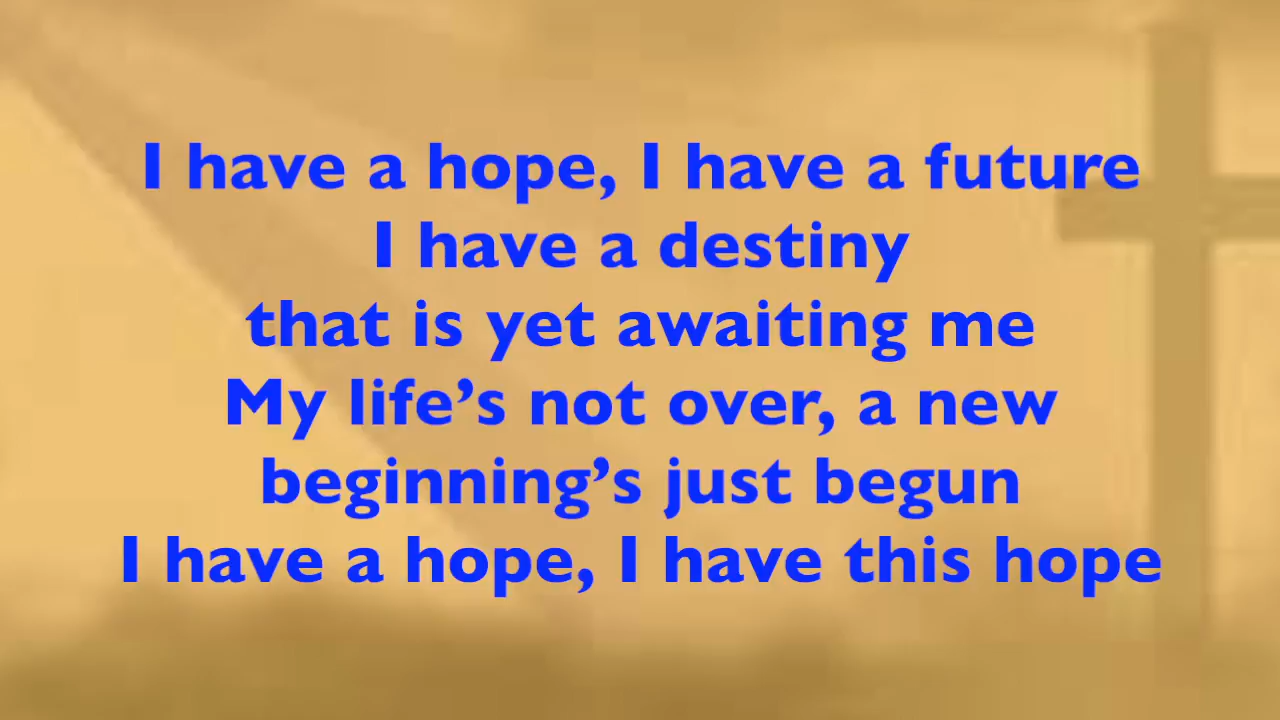 I have a hope, I have a future
I have a destiny
that is yet awaiting me
My life’s not over, a new
beginning’s just begun
I have a hope, I have this hope